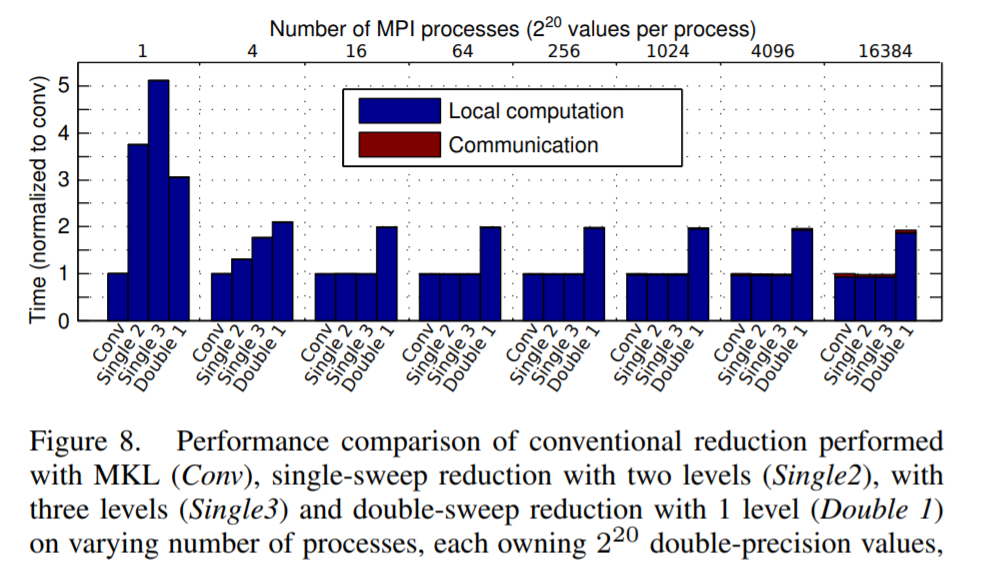 Number of MPI processes (2²⁰ values per process)
1 4 16 64 256 1024 4096 16384
Time (normalized to conv)
5
4
3
2
1
0
Local computation
Communication
Conv Single 2 Single 3 Double 1 Conv Single 2 Single 3 Double 1 Conv Single 2 Single 3 Double 1 Conv Single 2 Single 3 Double 1 Conv Single 2 Single 3 Double 1 Conv Single 2 Single 3 Double 1 Conv Single 2 Single 3 Double 1 Conv Single 2 Single 3 Double 1
Figure 8. Performance comparison of conventional reduction performed
with MKL (Conv), single-sweep reduction with two levels (Single2), with
three levels (Single3) and double-sweep reduction with 1 level (Double 1)
on varying number of processes, each owning 2²⁰ double-precision values,